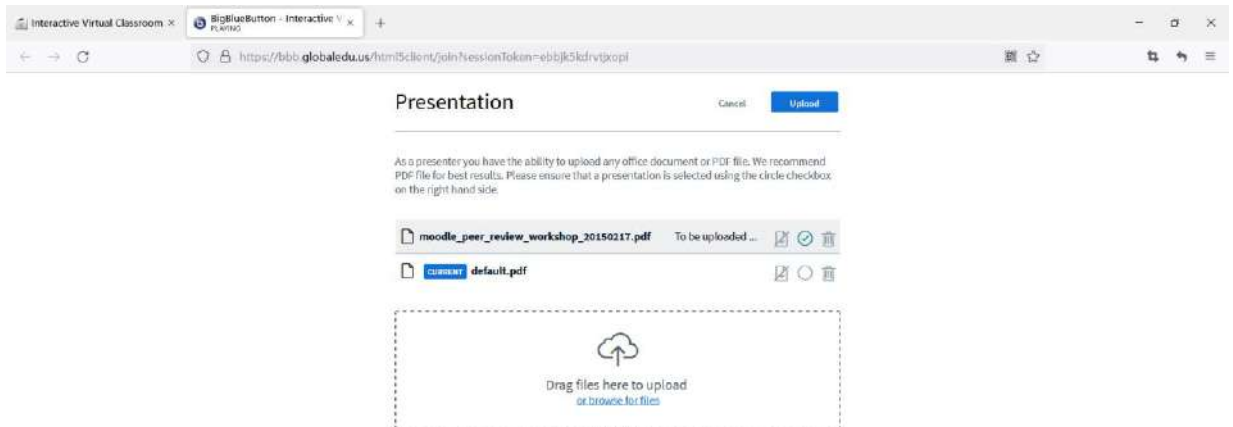 Interactive Virtual Classroom ×
BigBlueButton - Interactive V ×
PLAYING
https://bbb.globaledu.us/html5client/join?sessionToken=ebbjk5kdrvtjxopi
Presentation Cancel Upload
As a presenter you have the ability to upload any office document or PDF file. We recommend
PDF file for best results. Please ensure that a presentation is selected using the circle checkbox
on the right hand side.
moodle_peer_review_workshop_20150217.pdf To be uploaded ...
CURRENT default.pdf
Drag files here to upload
or browse for files